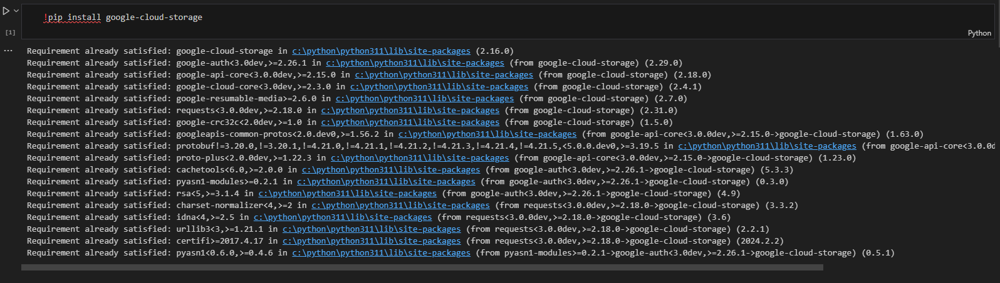 !pip install google-cloud-storage
[1]
Python
...
Requirement already satisfied: google-cloud-storage in c:\python\python311\lib\site-packages (2.16.0)
Requirement already satisfied: google-auth<3.0dev,>=2.26.1 in c:\python\python311\lib\site-packages (from google-cloud-storage) (2.29.0)
Requirement already satisfied: google-api-core<3.0.0dev,>=2.15.0 in c:\python\python311\lib\site-packages (from google-cloud-storage) (2.18.0)
Requirement already satisfied: google-cloud-core<3.0dev,>=2.3.0 in c:\python\python311\lib\site-packages (from google-cloud-storage) (2.4.1)
Requirement already satisfied: google-resumable-media>=2.6.0 in c:\python\python311\lib\site-packages (from google-cloud-storage) (2.7.0)
Requirement already satisfied: requests<3.0.0dev,>=2.18.0 in c:\python\python311\lib\site-packages (from google-cloud-storage) (2.31.0)
Requirement already satisfied: google-crc32c<2.0dev,>=1.0 in c:\python\python311\lib\site-packages (from google-cloud-storage) (1.5.0)
Requirement already satisfied: googleapis-common-protos<2.0.dev0,>=1.56.2 in c:\python\python311\lib\site-packages (from google-api-core<3.0.0dev,>=2.15.0->google-cloud-storage) (1.63.0)
Requirement already satisfied: protobuf!=3.20.0,!=3.20.1,!=4.21.0,!=4.21.1,!=4.21.2,!=4.21.3,!=4.21.4,!=4.21.5,<5.0.0.dev0,>=3.19.5 in c:\python\python311\lib\site-packages (from google-api-core<3.0.0d
Requirement already satisfied: proto-plus<2.0.0dev,>=1.22.3 in c:\python\python311\lib\site-packages (from google-api-core<3.0.0dev,>=2.15.0->google-cloud-storage) (1.23.0)
Requirement already satisfied: cachetools<6.0,>=2.0.0 in c:\python\python311\lib\site-packages (from google-auth<3.0dev,>=2.26.1->google-cloud-storage) (5.3.3)
Requirement already satisfied: pyasn1-modules>=0.2.1 in c:\python\python311\lib\site-packages (from google-auth<3.0dev,>=2.26.1->google-cloud-storage) (0.3.0)
Requirement already satisfied: rsa<5,>=3.1.4 in c:\python\python311\lib\site-packages (from google-auth<3.0dev,>=2.26.1->google-cloud-storage) (4.9)
Requirement already satisfied: charset-normalizer<4,>=2 in c:\python\python311\lib\site-packages (from requests<3.0.0dev,>=2.18.0->google-cloud-storage) (3.3.2)
Requirement already satisfied: idna<4,>=2.5 in c:\python\python311\lib\site-packages (from requests<3.0.0dev,>=2.18.0->google-cloud-storage) (3.6)
Requirement already satisfied: urllib3<3,>=1.21.1 in c:\python\python311\lib\site-packages (from requests<3.0.0dev,>=2.18.0->google-cloud-storage) (2.2.1)
Requirement already satisfied: certifi>=2017.4.17 in c:\python\python311\lib\site-packages (from requests<3.0.0dev,>=2.18.0->google-cloud-storage) (2024.2.2)
Requirement already satisfied: pyasn1<0.6.0,>=0.4.6 in c:\python\python311\lib\site-packages (from pyasn1-modules>=0.2.1->google-auth<3.0dev,>=2.26.1->google-cloud-storage) (0.5.1)